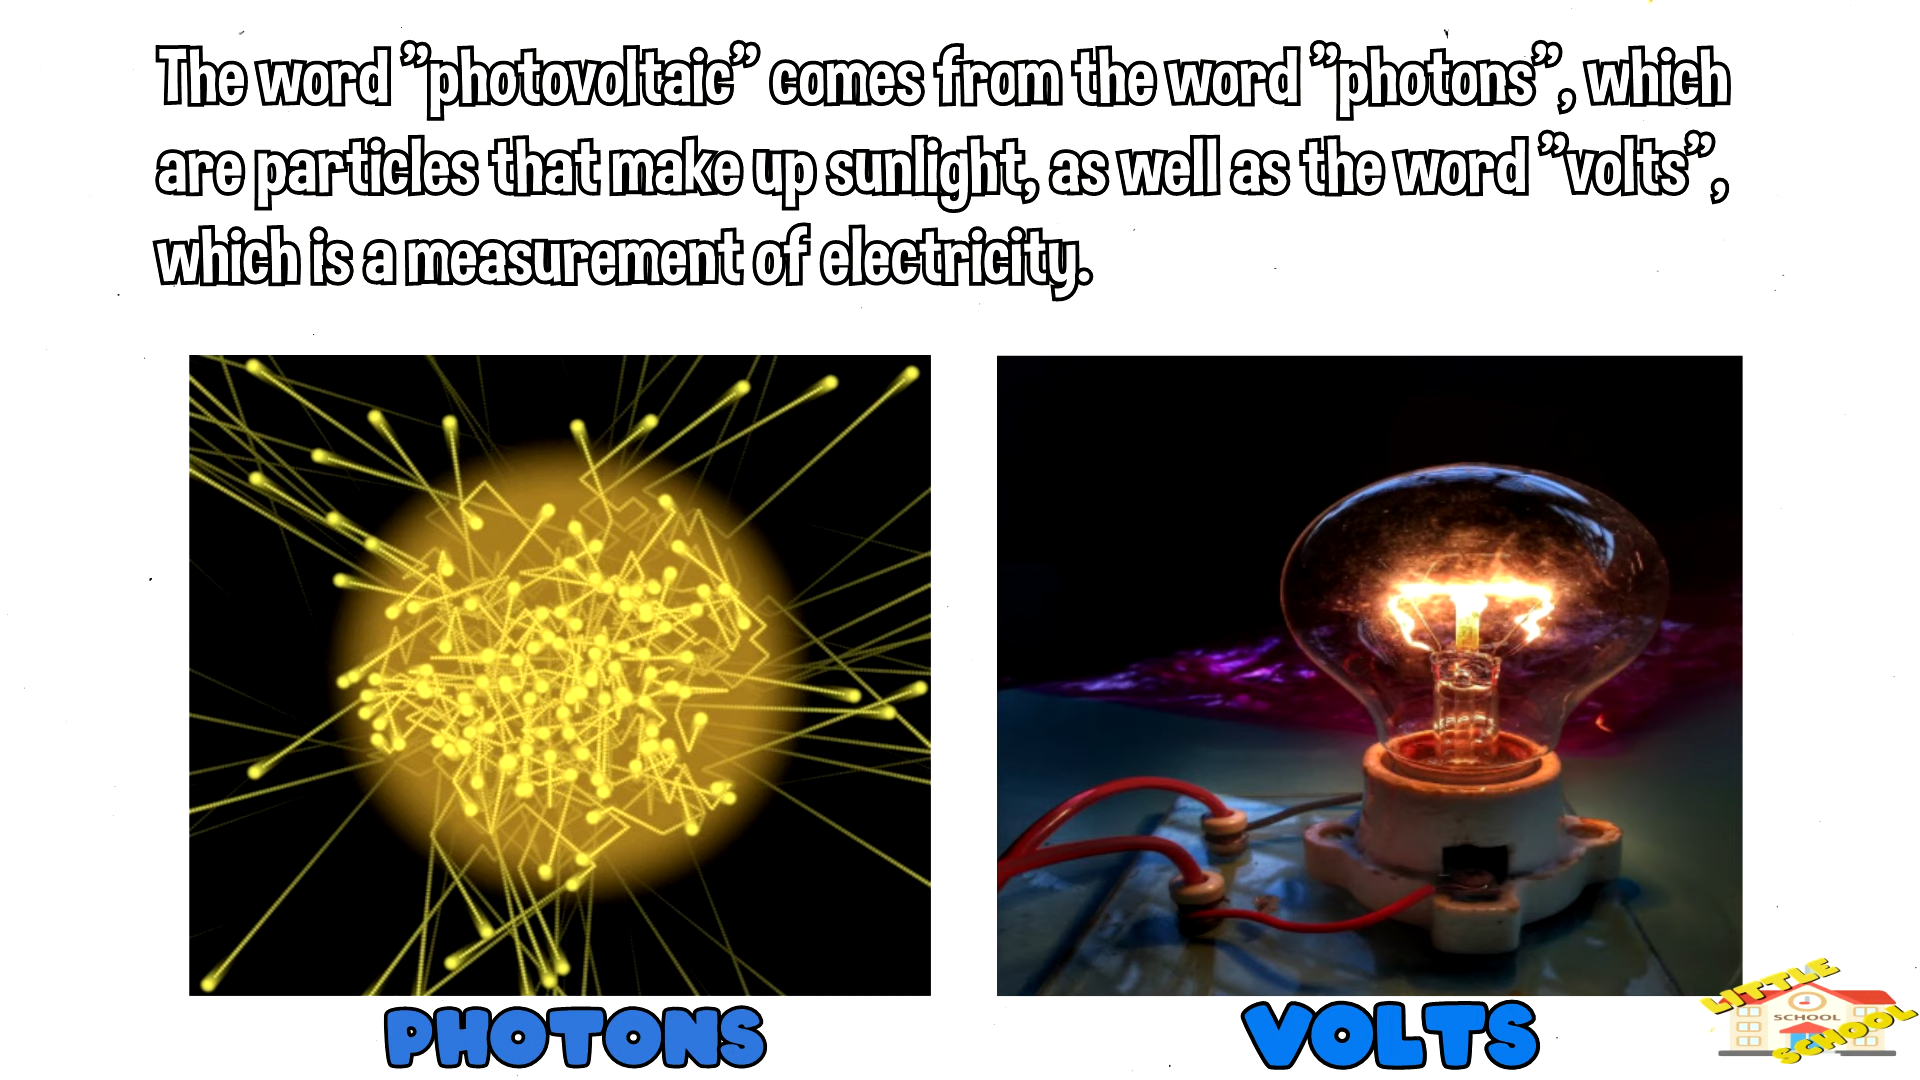 The word ”photovoltaic” comes from the word ”photons”, which
are particles that make up sunlight, as well as the word ”volts”,
which is a measurement of electricity.
PHOTONS
VOLTS
LITTLE
SCHOOL
SCHOOL